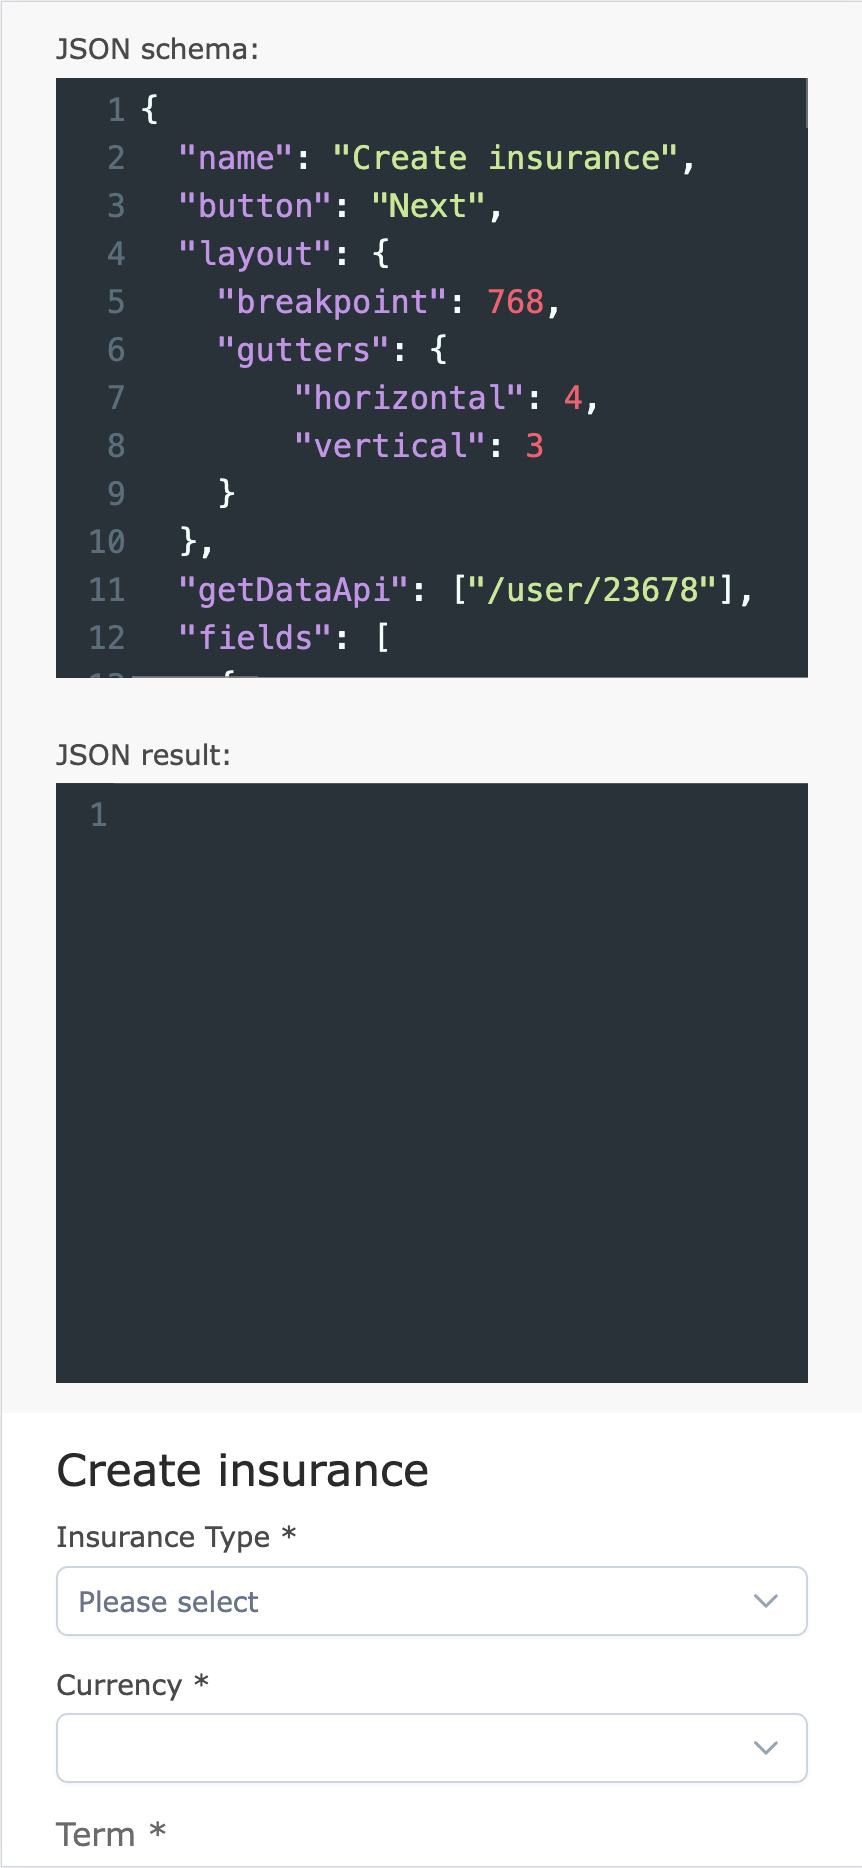 JSON schema:
1 {
2 "name": "Create insurance",
3 "button": "Next",
4 "layout": {
5 "breakpoint": 768,
6 "gutters": {
7 "horizontal": 4,
8 "vertical": 3
9 }
10 },
11 "getDataApi": ["/user/23678"],
12 "fields": [
JSON result:
1
Create insurance
Insurance Type *
Please select
Currency *
Term *